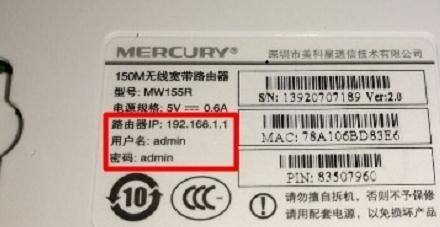 MERCURY®
深圳市美科星通信技术有限公司
150M无线宽带路由器
型号: MW155R
电源规格: 5V⎓0.6A
路由器IP: 192.168.1.1
用户名: admin
密码: admin
S/N: 13920707189 Ver:2.0
MAC: 78A106BD83E6
PIN: 83507960
10
CCC
请勿擅自拆机, 否则不予保修
请用配套电源, 以免损坏产品